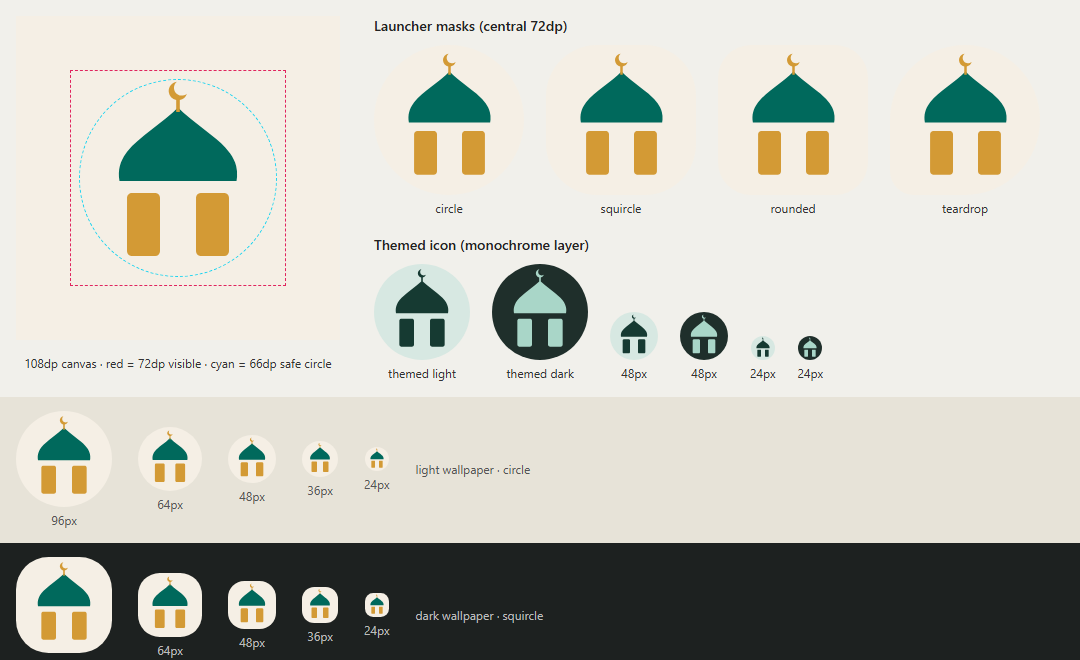 Launcher masks (central 72dp)
circle
squircle
rounded
teardrop
Themed icon (monochrome layer)
108dp canvas · red = 72dp visible · cyan = 66dp safe circle
themed light
themed dark
48px
48px
24px
24px
96px
64px
48px
36px
24px
light wallpaper · circle
64px
48px
36px
24px
dark wallpaper · squircle